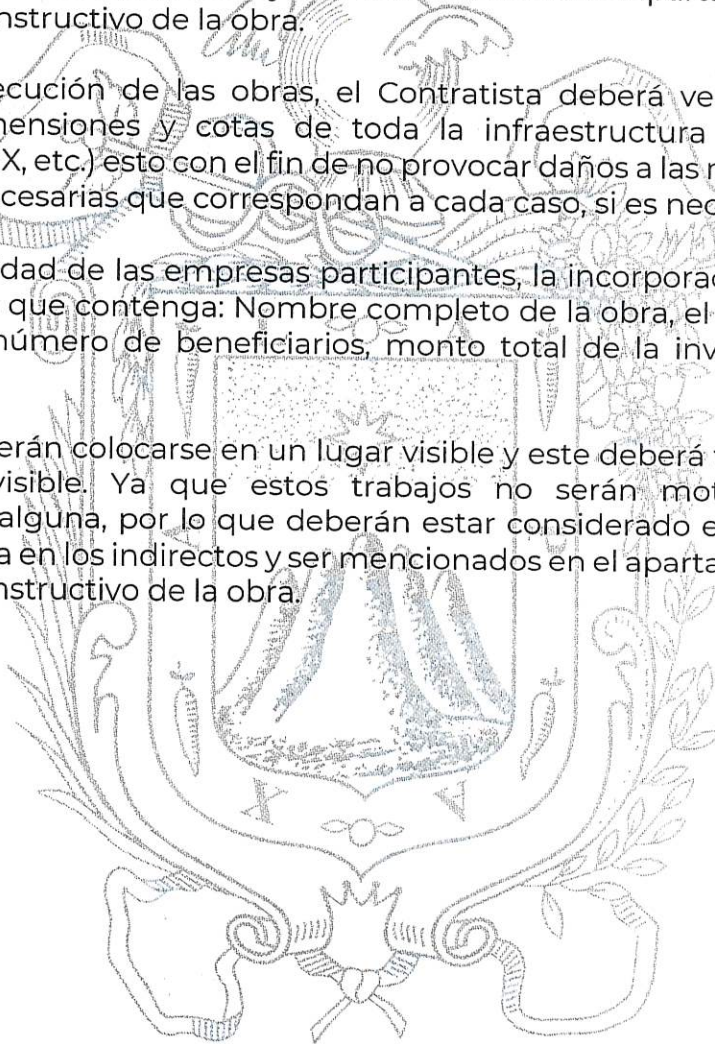 nstructivo de la obra.
ecución de las obras, el Contratista deberá ve
nensiones y cotas de toda la infraestructura
X, etc.) esto con el fin de no provocar daños a las r
cesarias que correspondan a cada caso, si es nec
dad de las empresas participantes, la incorporac
que contenga: Nombre completo de la obra, el
número de beneficiarios, monto total de la inv
erán colocarse en un lugar visible y este deberá
visible. Ya que estos trabajos no serán mot
alguna, por lo que deberán estar considerado e
a en los indirectos y ser mencionados en el aparta
nstructivo de la obra.
X A